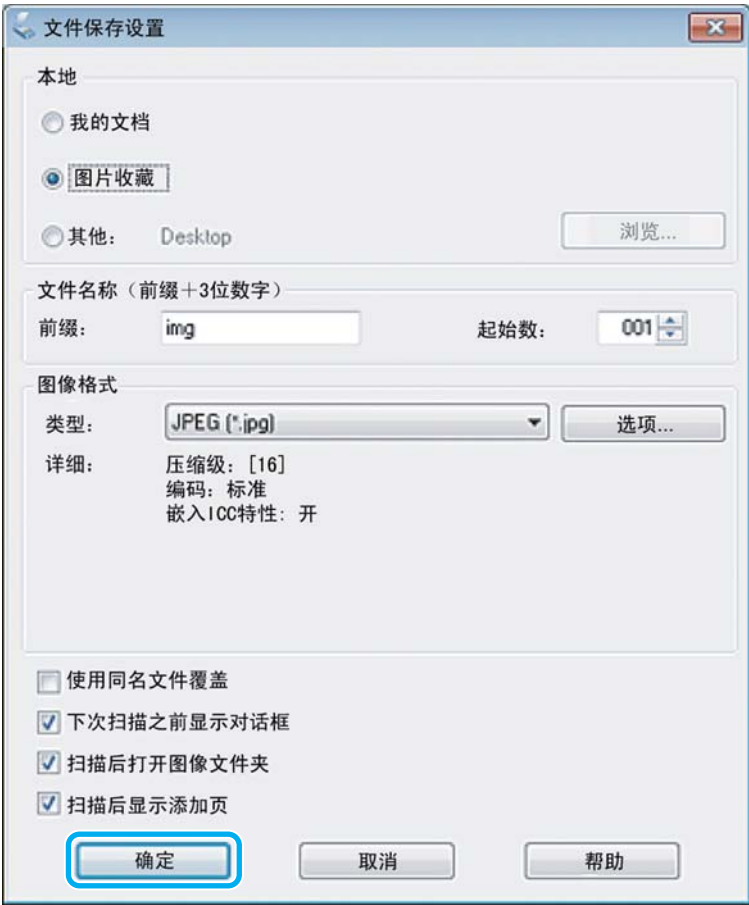 文件保存设置
本地
我的文档
图片收藏
其他： Desktop 浏览...
文件名称（前缀＋3位数字）
前缀： img 起始数： 001
图像格式
类型： JPEG (*.jpg) 选项...
详细： 压缩级：[16]
编码：标准
嵌入ICC特性：开
使用同名文件覆盖
下次扫描之前显示对话框
扫描后打开图像文件夹
扫描后显示添加页
确定 取消 帮助